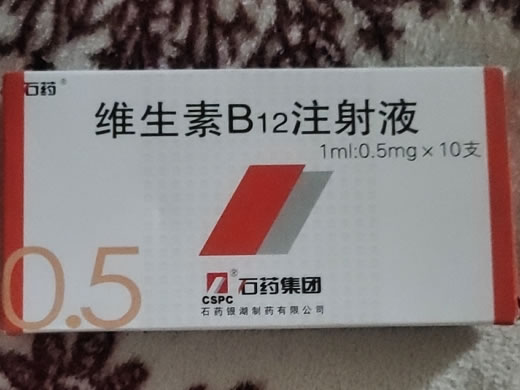 石药®
维生素B12注射液
1ml:0.5mg×10支
0.5
®
CSPC
石药集团
石药银湖制药有限公司